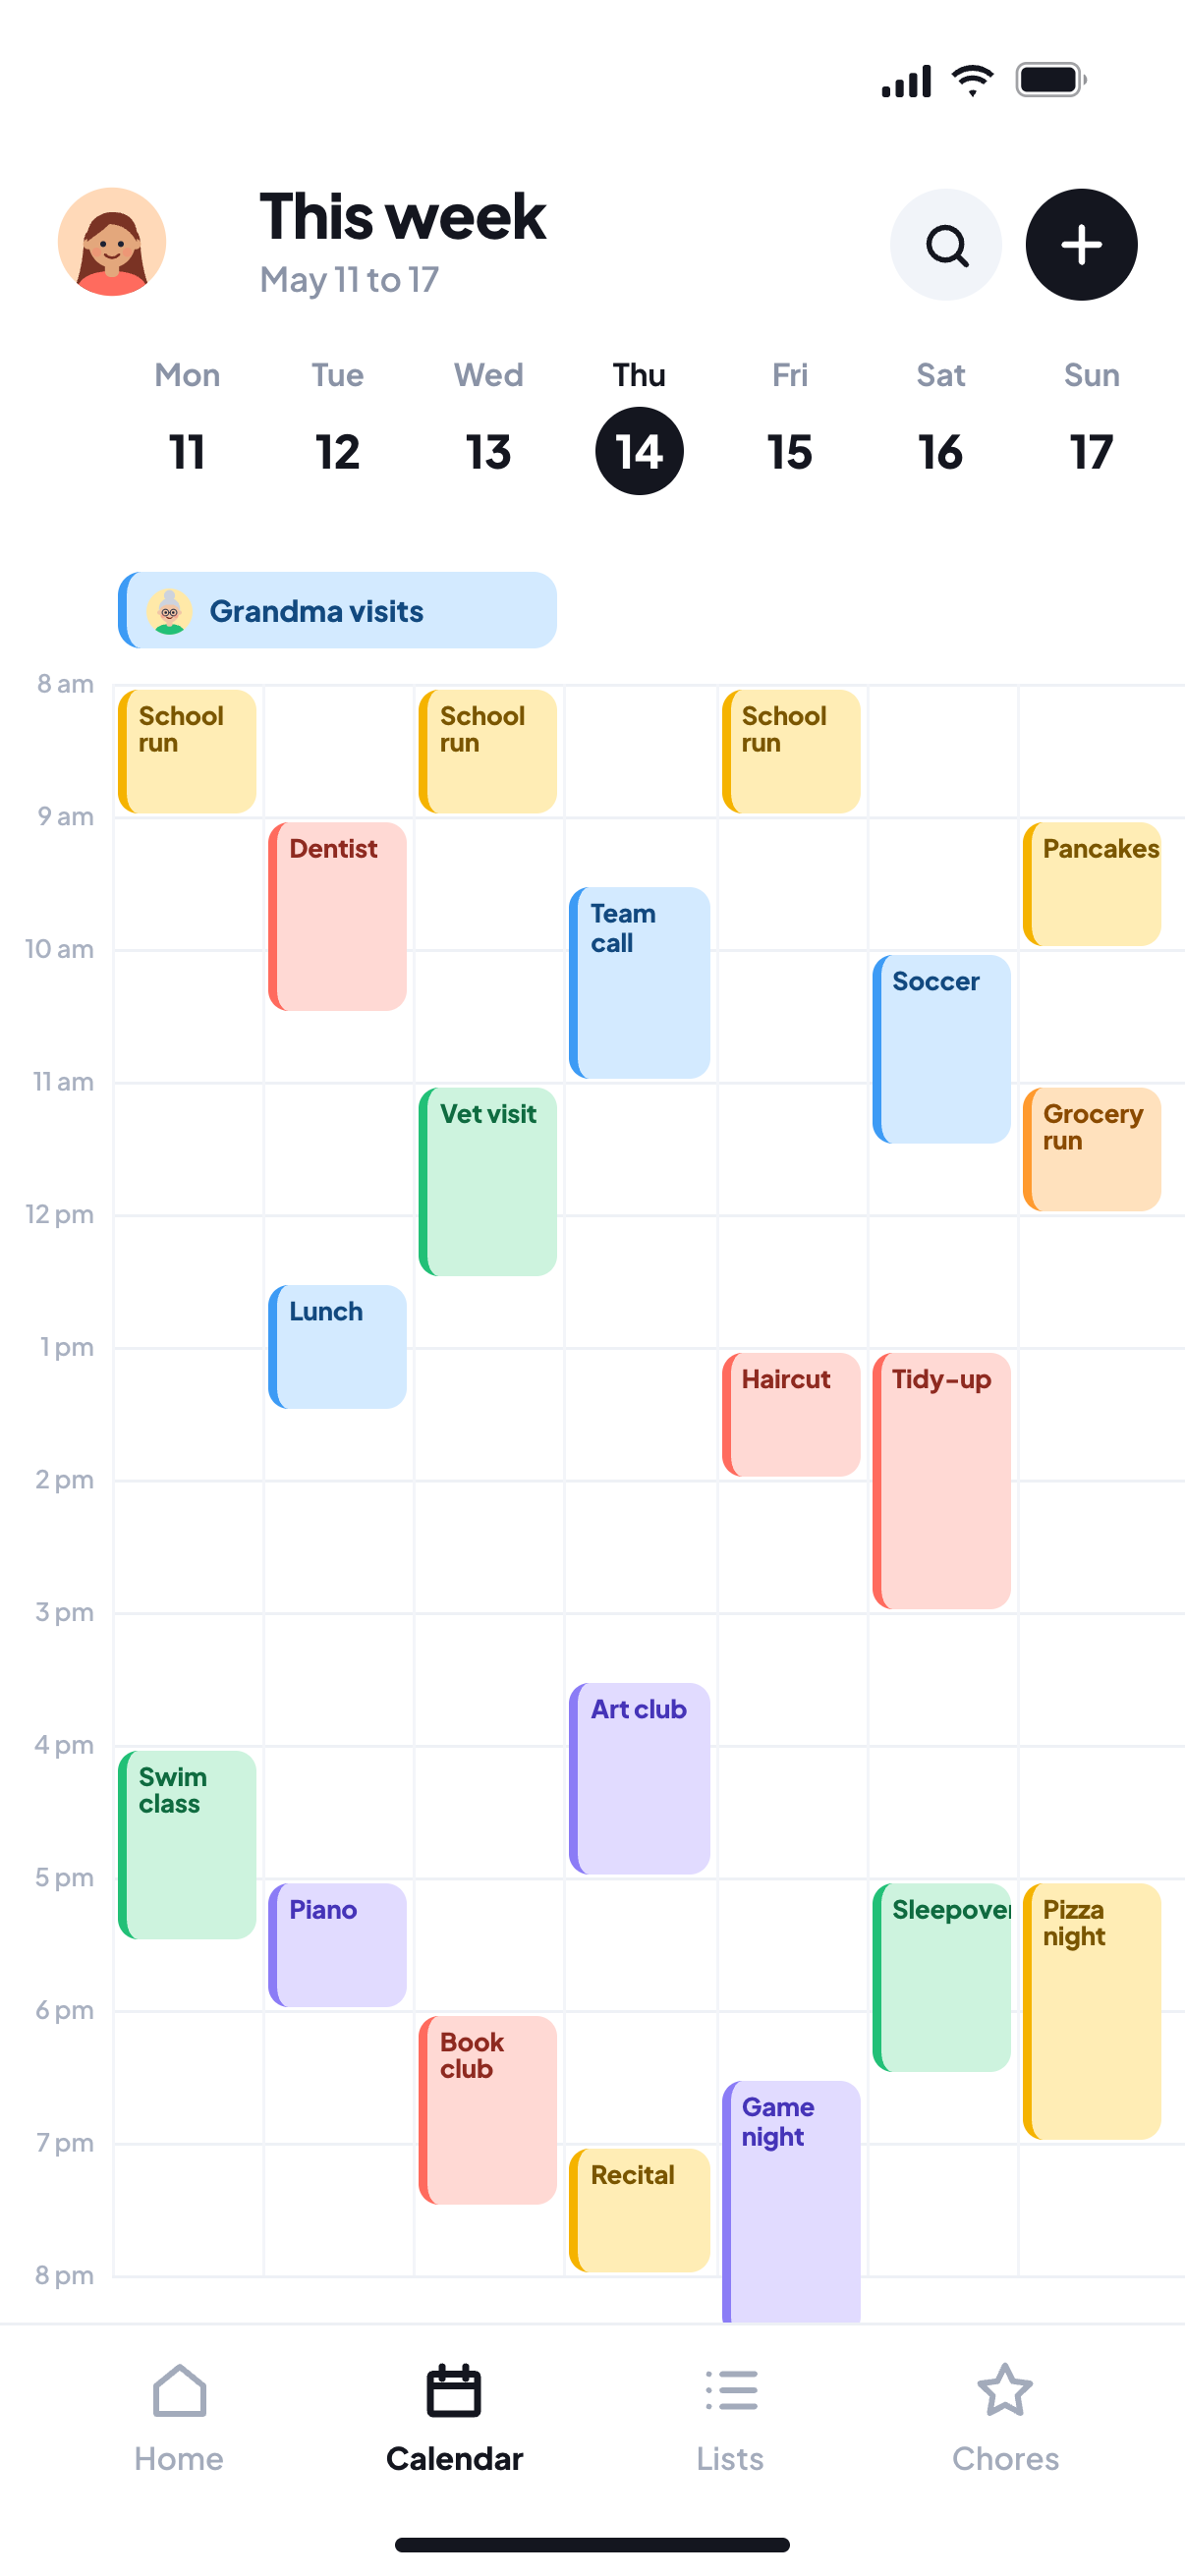 This week
May 11 to 17
Mon Tue Wed Thu Fri Sat Sun
11 12 13 14 15 16 17
Grandma visits
8 am
School
run
School
run
School
run
9 am
Dentist
Pancakes
Team
call
10 am
Soccer
11 am
Vet visit
Grocery
run
12 pm
Lunch
1 pm
Haircut
Tidy-up
2 pm
3 pm
Art club
4 pm
Swim
class
5 pm
Piano
Sleepover
Pizza
night
6 pm
Book
club
Game
night
7 pm
Recital
8 pm
Home
Calendar
Lists
Chores